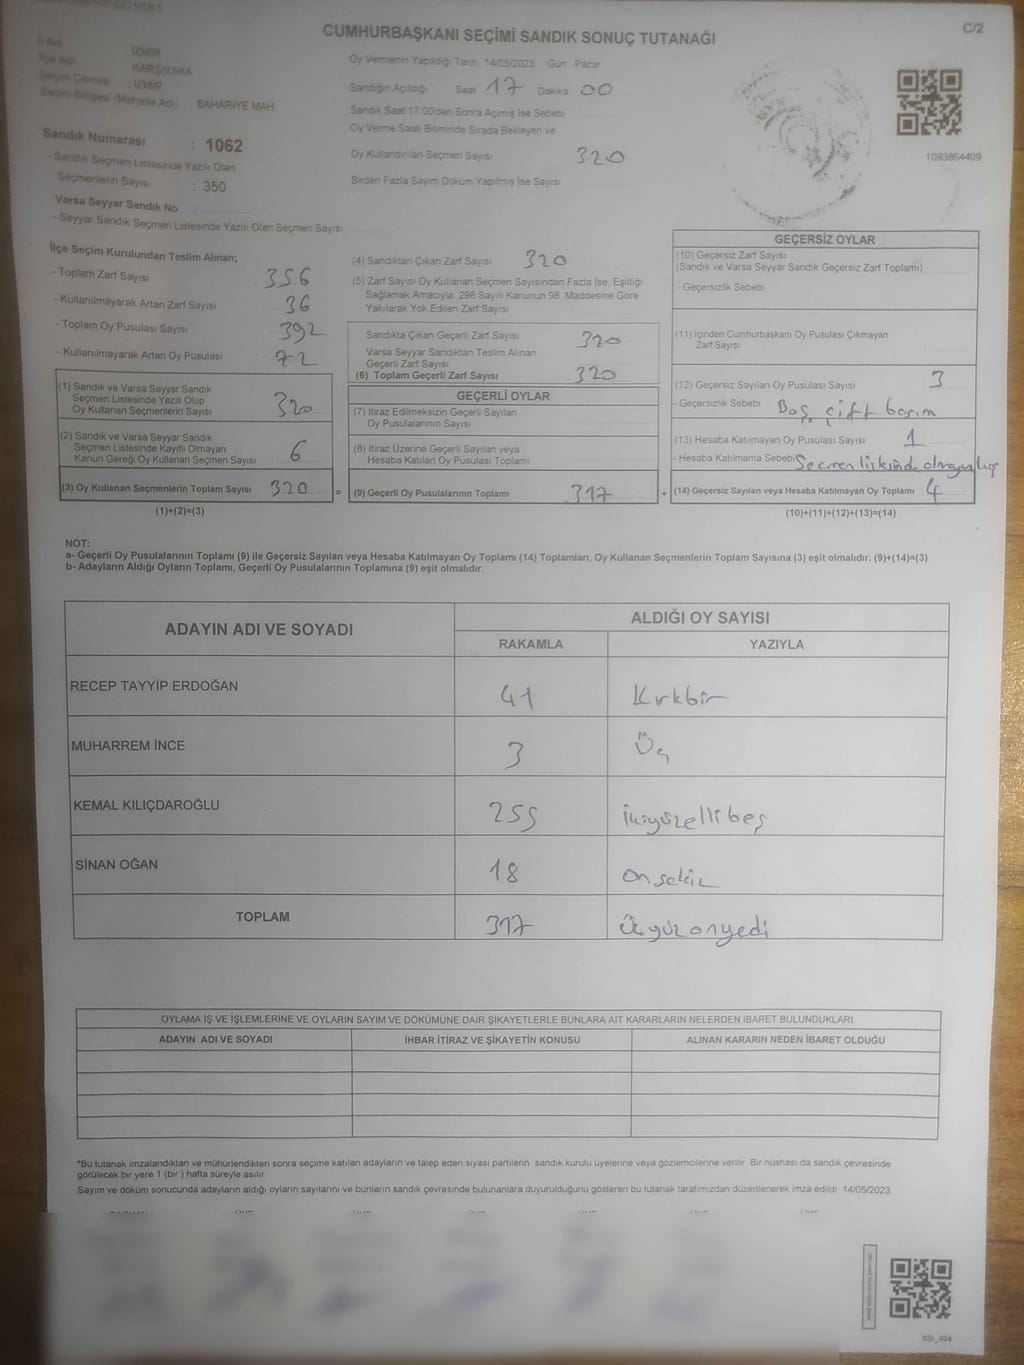 CUMHURBAŞKANI SEÇİMİ SANDIK SONUÇ TUTANAĞI
C/2
İl Adı
İZMİR
İlçe Adı
KARŞIYAKA
Seçim Çevresi : İZMİR
Seçim Bölgesi (Mahalle Adı) BAHARİYE MAH.
Sandık Numarası : 1062
- Sandık Seçmen Listesinde Yazılı Olan
Seçmenlerin Sayısı : 350
Varsa Seyyar Sandık No :
- Seyyar Sandık Seçmen Listesinde Yazılı Olan Seçmen Sayısı:
Oy Vermenin Yapıldığı Tarih 14/05/2023 Gün Pazar
Sandığın Açıldığı Saat 17 Dakika 00
Sandık Saat 17.00'den Sonra Açımış İse Sebebi
Oy Verme Saati Bitiminde Sırada Bekleyen ve
Oy Kullandırılan Seçmen Sayısı 320
Birden Fazla Sayım Döküm Yapılmış İse Sayısı
1093864409
İlçe Seçim Kurulundan Teslim Alınan;
- Toplam Zarf Sayısı 356
- Kullanılmayarak Artan Zarf Sayısı 36
- Toplam Oy Pusulası Sayısı 392
- Kullanılmayarak Artan Oy Pusulası 72
(1) Sandık ve Varsa Seyyar Sandık
Seçmen Listesinde Yazılı Olup
Oy Kullanan Seçmenlerin Sayısı 320
(2) Sandık ve Varsa Seyyar Sandık
Seçmen Listesinde Kayıtlı Olmayan
Kanun Gereği Oy Kullanan Seçmen Sayısı 6
(3) Oy Kullanan Seçmenlerin Toplam Sayısı 320 =
(1)+(2)=(3)
(4) Sandıktan Çıkan Zarf Sayısı 320
(5) Zarf Sayısı Oy Kullanan Seçmen Sayısından Fazla İse, Eşitliği
Sağlamak Amacıyla: 298 Sayılı Kanunun 98. Maddesine Göre
Yakılarak Yok Edilen Zarf Sayısı
Sandıkta Çıkan Geçerli Zarf Sayısı 320
Varsa Seyyar Sandıktan Teslim Alınan
Geçerli Zarf Sayısı
(6) Toplam Geçerli Zarf Sayısı 320
GEÇERLİ OYLAR
(7) İtiraz Edilmeksizin Geçerli Sayılan
Oy Pusulalarının Sayısı
(8) İtiraz Üzerine Geçerli Sayılan veya
Hesaba Katılan Oy Pusulası Toplamı
(9) Geçerli Oy Pusulalarının Toplamı 317 +
GEÇERSİZ OYLAR
(10) Geçersiz Zarf Sayısı
(Sandık ve Varsa Seyyar Sandık Geçersiz Zarf Toplamı)
- Geçersizlik Sebebi
(11) İçinden Cumhurbaşkanı Oy Pusulası Çıkmayan
Zarf Sayısı
(12) Geçersiz Sayılan Oy Pusulası Sayısı 3
- Geçersizlik Sebebi Boş, çift basım
(13) Hesaba Katılmayan Oy Pusulası Sayısı 1
- Hesaba Katılmama Sebebi Seçmen
(14) Geçersiz Sayılan veya Hesaba Katılmayan Oy Toplamı 4
(10)+(11)+(12)+(13)=(14)
NOT:
a- Geçerli Oy Pusulalarının Toplamı (9) ile Geçersiz Sayılan veya Hesaba Katılmayan Oy Toplamı (14) Toplamları, Oy Kullanan Seçmenlerin Toplam Sayısına (3) eşit olmalıdır. (9)+(14)=(3)
b- Adayların Aldığı Oyların Toplamı, Geçerli Oy Pusulalarının Toplamına (9) eşit olmalıdır.
ADAYIN ADI VE SOYADI
ALDIĞI OY SAYISI
RAKAMLA YAZIYLA
RECEP TAYYİP ERDOĞAN 41 Kırkbir
MUHARREM İNCE 3 Üç
KEMAL KILIÇDAROĞLU 255 İkiyüzellibeş
SİNAN OĞAN 18 Onsekiz
TOPLAM 317 Üçyüzonyedi
OYLAMA İŞ VE İŞLEMLERİNE VE OYLARIN SAYIM VE DÖKÜMÜNE DAİR ŞİKAYETLERLE BUNLARA AİT KARARLARIN NELERDEN İBARET BULUNDUKLARI
ADAYIN ADI VE SOYADI İHBAR İTİRAZ VE ŞİKAYETİN KONUSU ALINAN KARARIN NEDEN İBARET OLDUĞU
*Bu tutanak imzalandıktan ve mühürlendikten sonra seçime katılan adayların ve talep eden siyasi partilerin sandık kurulu üyelerine veya gözlemcilerine verilir. Bir nüshası da sandık çevresinde
görülecek bir yere 1 (bir ) hafta süreyle asılır
Sayım ve döküm sonucunda adayların aldığı oyların sayılarını ve bunların sandık çevresinde bulunanlara duyurulduğunu gösteren bu tutanak tarafımızdan düzenlenerek imza edildi 14/05/2023